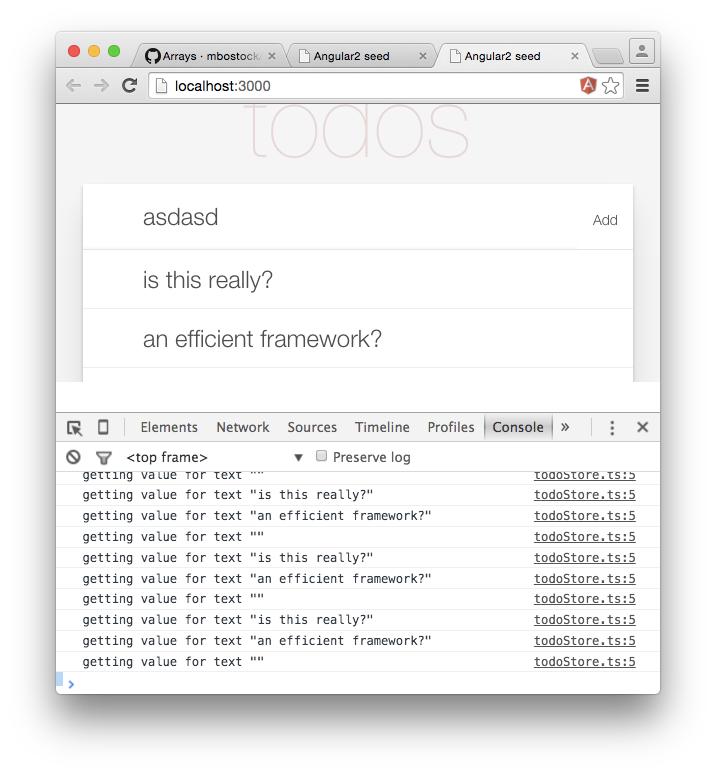 Arrays · mbostock
Angular2 seed
Angular2 seed
localhost:3000
todos
asdasd
Add
is this really?
an efficient framework?
Elements Network Sources Timeline Profiles Console »
<top frame> Preserve log
getting value for text "" todoStore.ts:5
getting value for text "is this really?" todoStore.ts:5
getting value for text "an efficient framework?" todoStore.ts:5
getting value for text "" todoStore.ts:5
getting value for text "is this really?" todoStore.ts:5
getting value for text "an efficient framework?" todoStore.ts:5
getting value for text "" todoStore.ts:5
getting value for text "is this really?" todoStore.ts:5
getting value for text "an efficient framework?" todoStore.ts:5
getting value for text "" todoStore.ts:5